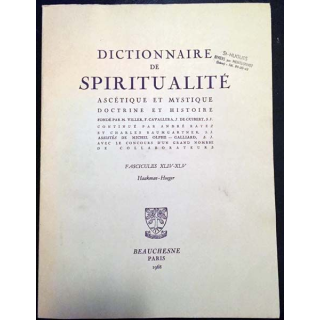 DICTIONNAIRE
DE
SPIRITUALITÉ
ASCÉTIQUE ET MYSTIQUE
DOCTRINE ET HISTOIRE
FONDÉ PAR M. VILLER, F. CAVALLERA, J. DE GUIBERT, S. J.
CONTINUÉ PAR ANDRÉ RAYEZ
ET CHARLES BAUMGARTNER, S. J.
ASSISTÉS DE MICHEL OLPHE-GALLIARD, S. J.
AVEC LE CONCOURS D'UN GRAND NOMBRE
DE COLLABORATEURS
FASCICULES XLIV-XLV
Haakman-Hoeger
BEAUCHESNE
PARIS
1968